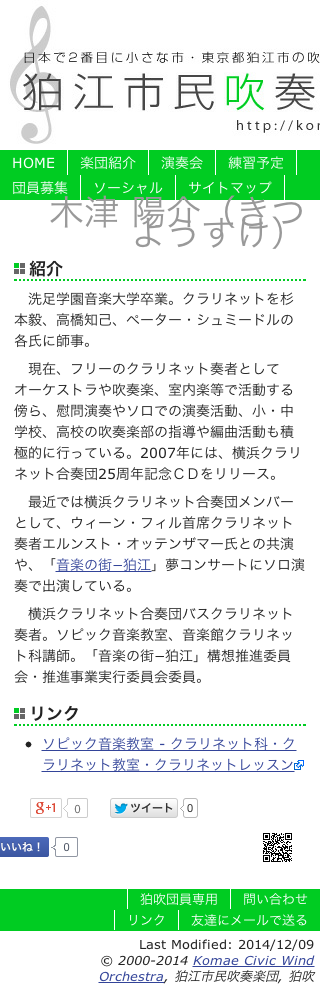 日本で2番目に小さな市・東京都狛江市の吹
狛江市民吹奏
http://kor
HOME 楽団紹介 演奏会 練習予定
団員募集 ソーシャル サイトマップ
木津 陽介（きつ
ようすけ）
紹介
洗足学園音楽大学卒業。クラリネットを杉
本毅、高橋知己、ペーター・シュミードルの
各氏に師事。
現在、フリーのクラリネット奏者として
オーケストラや吹奏楽、室内楽等で活動する
傍ら、慰問演奏やソロでの演奏活動、小・中
学校、高校の吹奏楽部の指導や編曲活動も積
極的に行っている。2007年には、横浜クラリ
ネット合奏団25周年記念ＣＤをリリース。
最近では横浜クラリネット合奏団メンバー
として、ウィーン・フィル首席クラリネット
奏者エルンスト・オッテンザマー氏との共演
や、「音楽の街−狛江」夢コンサートにソロ演
奏で出演している。
横浜クラリネット合奏団バスクラリネット
奏者。ソピック音楽教室、音楽館クラリネッ
ト科講師。「音楽の街−狛江」構想推進委員
会・推進事業実行委員会委員。
リンク
ソピック音楽教室 - クラリネット科・ク
ラリネット教室・クラリネットレッスン
g+1 0 ツイート 0
いいね！ 0
狛吹団員専用 問い合わせ
リンク 友達にメールで送る
Last Modified: 2014/12/09
© 2000-2014 Komae Civic Wind
Orchestra, 狛江市民吹奏楽団, 狛吹